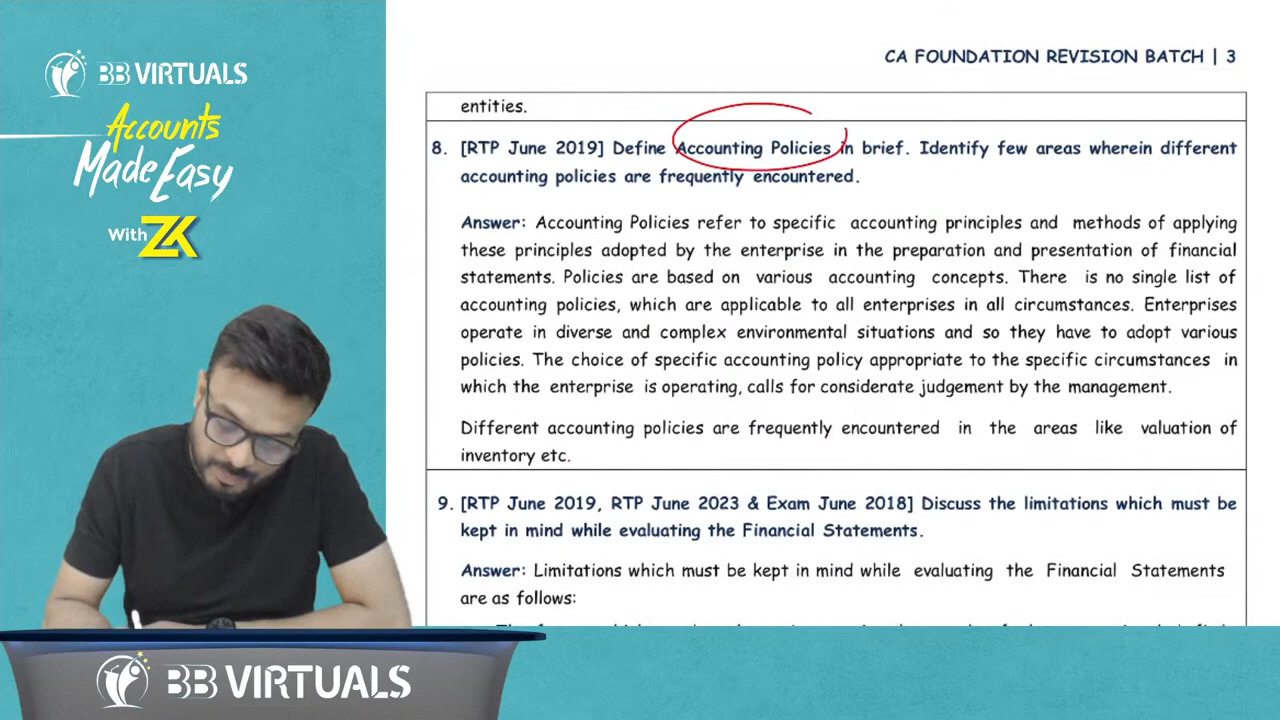 BB VIRTUALS
Accounts
Made Easy
With ZK
CA FOUNDATION REVISION BATCH | 3
entities.
8. [RTP June 2019] Define Accounting Policies in brief. Identify few areas wherein different
accounting policies are frequently encountered.
Answer: Accounting Policies refer to specific accounting principles and methods of applying
these principles adopted by the enterprise in the preparation and presentation of financial
statements. Policies are based on various accounting concepts. There is no single list of
accounting policies, which are applicable to all enterprises in all circumstances. Enterprises
operate in diverse and complex environmental situations and so they have to adopt various
policies. The choice of specific accounting policy appropriate to the specific circumstances in
which the enterprise is operating, calls for considerate judgement by the management.
Different accounting policies are frequently encountered in the areas like valuation of
inventory etc.
9. [RTP June 2019, RTP June 2023 & Exam June 2018] Discuss the limitations which must be
kept in mind while evaluating the Financial Statements.
Answer: Limitations which must be kept in mind while evaluating the Financial Statements
are as follows:
BB VIRTUALS